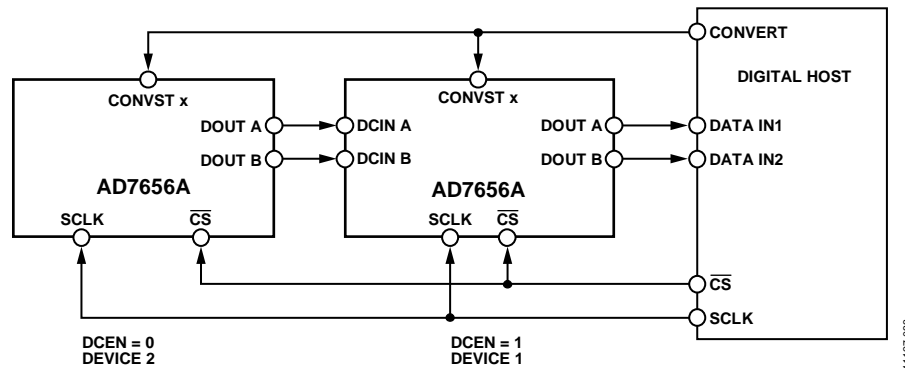 CONVERT
DIGITAL HOST
CONVST x
CONVST x
DOUT A
DCIN A
DOUT A
DATA IN1
DOUT B
DCIN B
DOUT B
DATA IN2
AD7656A
AD7656A
SCLK
CS
SCLK
CS
CS
SCLK
DCEN = 0
DEVICE 2
DCEN = 1
DEVICE 1